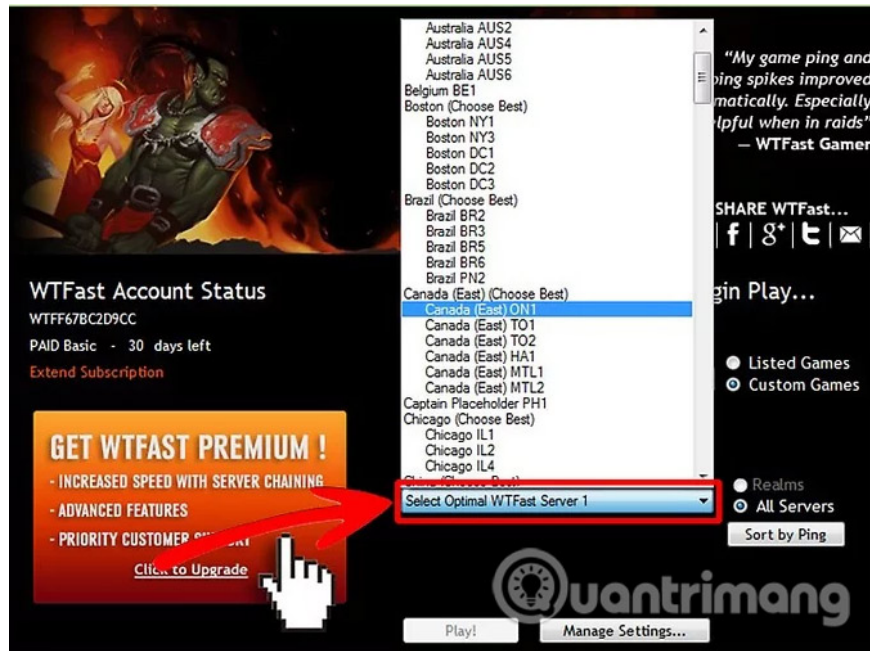 Australia AUS2
Australia AUS4
Australia AUS5
Australia AUS6
Belgium BE1
Boston (Choose Best)
Boston NY1
Boston NY3
Boston DC1
Boston DC2
Boston DC3
Brazil (Choose Best)
Brazil BR2
Brazil BR3
Brazil BR5
Brazil BR6
Brazil PN2
Canada (East) (Choose Best)
Canada (East) ON1
Canada (East) TO1
Canada (East) TO2
Canada (East) HA1
Canada (East) MTL1
Canada (East) MTL2
Captain Placeholder PH1
Chicago (Choose Best)
Chicago IL1
Chicago IL2
Chicago IL4
China (Choose Best)
Select Optimal WTFast Server 1
"My game ping and
ping spikes improved
matically. Especially
lpful when in raids"
— WTFast Gamer
SHARE WTFast...
f | g+ | t
WTFast Account Status
WTFF67BC2D9CC
PAID Basic - 30 days left
Extend Subscription
gin Play...
Listed Games
Custom Games
GET WTFAST PREMIUM !
- INCREASED SPEED WITH SERVER CHAINING
- ADVANCED FEATURES
- PRIORITY CUSTOMER
Click to Upgrade
Realms
All Servers
Sort by Ping
Quantrimang
Play!
Manage Settings...